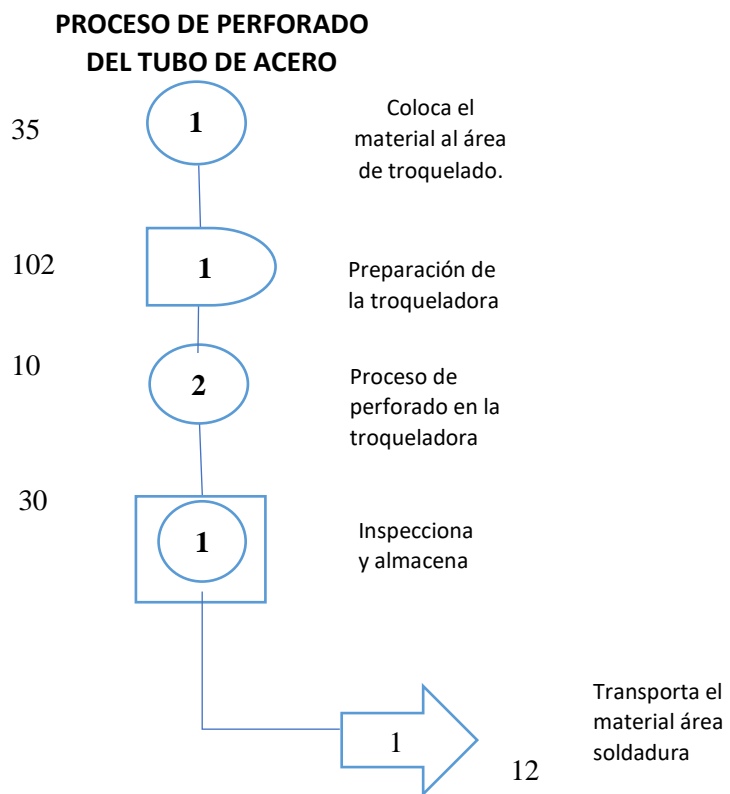 PROCESO DE PERFORADO
DEL TUBO DE ACERO
35
1
Coloca el
material al área
de troquelado.
102
1
Preparación de
la troqueladora
10
2
Proceso de
perforado en la
troqueladora
30
1
Inspecciona
y almacena
1
12
Transporta el
material área
soldadura